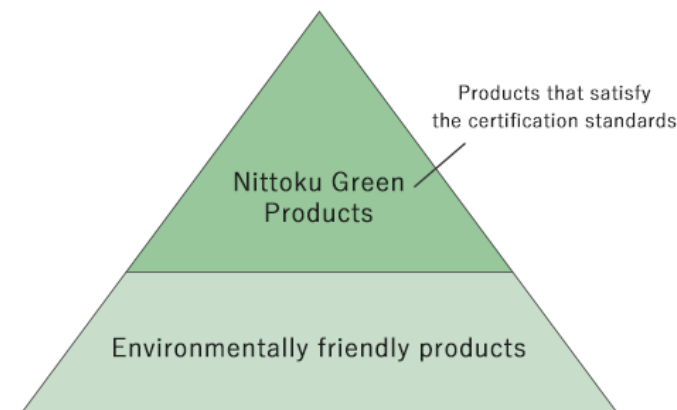 Products that satisfy
the certification standards
Nittoku Green
Products
Environmentally friendly products